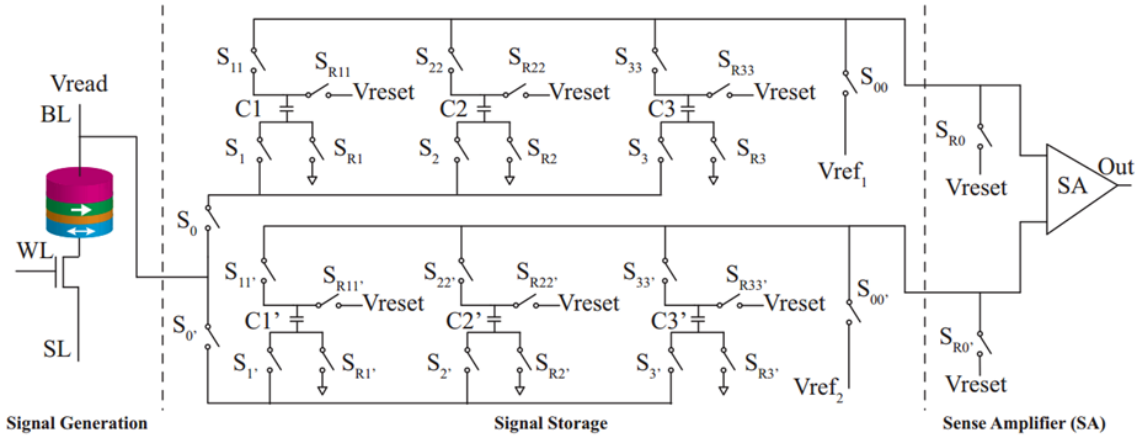 Vread
BL
WL
SL
S11
SR11
Vreset
C1
S1
SR1
S22
SR22
Vreset
C2
S2
SR2
S33
SR33
Vreset
C3
S3
SR3
S00
Vref1
SR0
Vreset
SA
Out
S0
S0'
S11'
SR11'
Vreset
C1'
S1'
SR1'
S22'
SR22'
Vreset
C2'
S2'
SR2'
S33'
SR33'
Vreset
C3'
S3'
SR3'
S00'
Vref2
SR0'
Vreset
Signal Generation
Signal Storage
Sense Amplifier (SA)